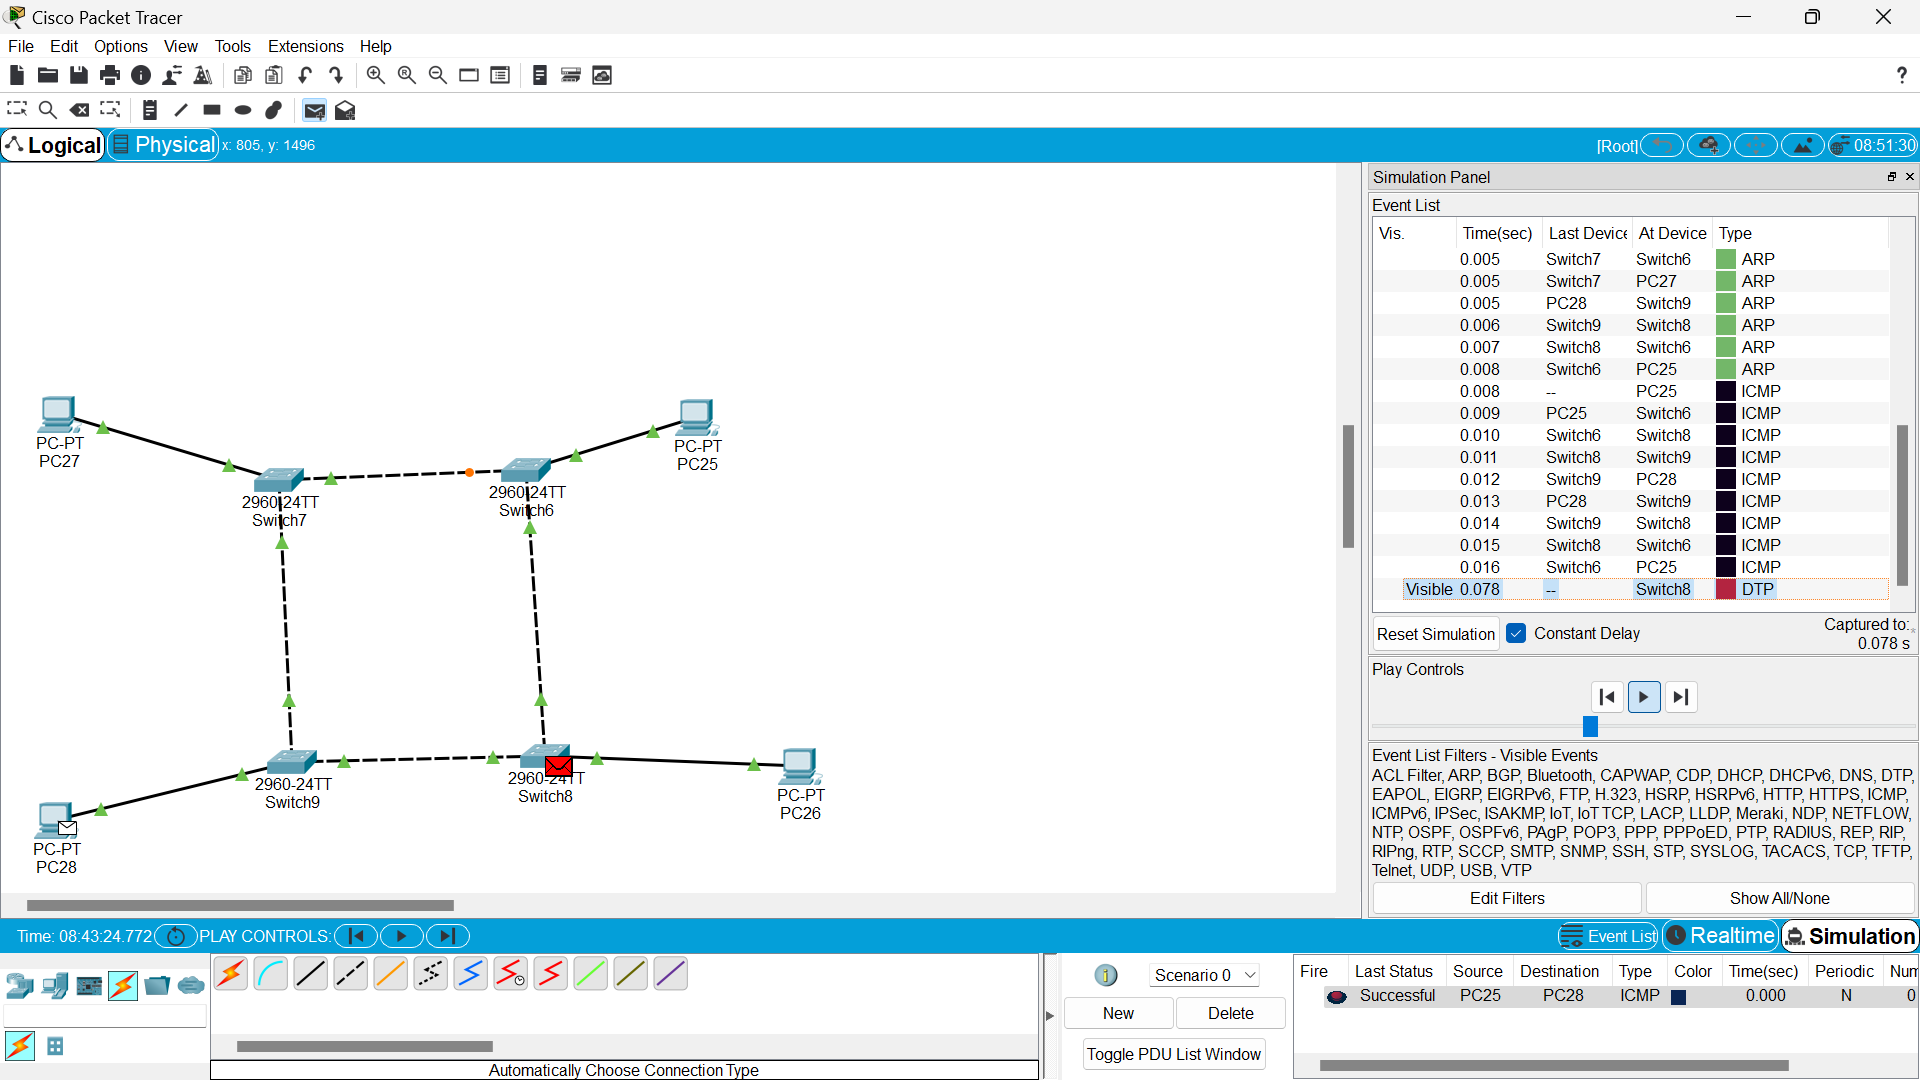 Cisco Packet Tracer
File Edit Options View Tools Extensions Help
?
Logical Physical x: 805, y: 1496 [Root] 08:51:30
PC-PT
PC27
2960-24TT
Switch7
2960-24TT
Switch6
PC-PT
PC25
2960-24TT
Switch9
2960-24TT
Switch8
PC-PT
PC26
PC-PT
PC28
Simulation Panel
Event List
Vis. Time(sec) Last Device At Device Type
0.005 Switch7 Switch6 ARP
0.005 Switch7 PC27 ARP
0.005 PC28 Switch9 ARP
0.006 Switch9 Switch8 ARP
0.007 Switch8 Switch6 ARP
0.008 Switch6 PC25 ARP
0.008 -- PC25 ICMP
0.009 PC25 Switch6 ICMP
0.010 Switch6 Switch8 ICMP
0.011 Switch8 Switch9 ICMP
0.012 Switch9 PC28 ICMP
0.013 PC28 Switch9 ICMP
0.014 Switch9 Switch8 ICMP
0.015 Switch8 Switch6 ICMP
0.016 Switch6 PC25 ICMP
Visible 0.078 -- Switch8 DTP
Reset Simulation Constant Delay Captured to:
0.078 s
Play Controls
Event List Filters - Visible Events
ACL Filter, ARP, BGP, Bluetooth, CAPWAP, CDP, DHCP, DHCPv6, DNS, DTP,
EAPOL, EIGRP, EIGRPv6, FTP, H.323, HSRP, HSRPv6, HTTP, HTTPS, ICMP,
ICMPv6, IPSec, ISAKMP, IoT, IoT TCP, LACP, LLDP, Meraki, NDP, NETFLOW,
NTP, OSPF, OSPFv6, PAgP, POP3, PPP, PPPoED, PTP, RADIUS, REP, RIP,
RIPng, RTP, SCCP, SMTP, SNMP, SSH, STP, SYSLOG, TACACS, TCP, TFTP,
Telnet, UDP, USB, VTP
Edit Filters Show All/None
Time: 08:43:24.772 PLAY CONTROLS: Event List Realtime Simulation
Automatically Choose Connection Type
Scenario 0
New Delete
Toggle PDU List Window
Fire Last Status Source Destination Type Color Time(sec) Periodic Num
Successful PC25 PC28 ICMP 0.000 N 0